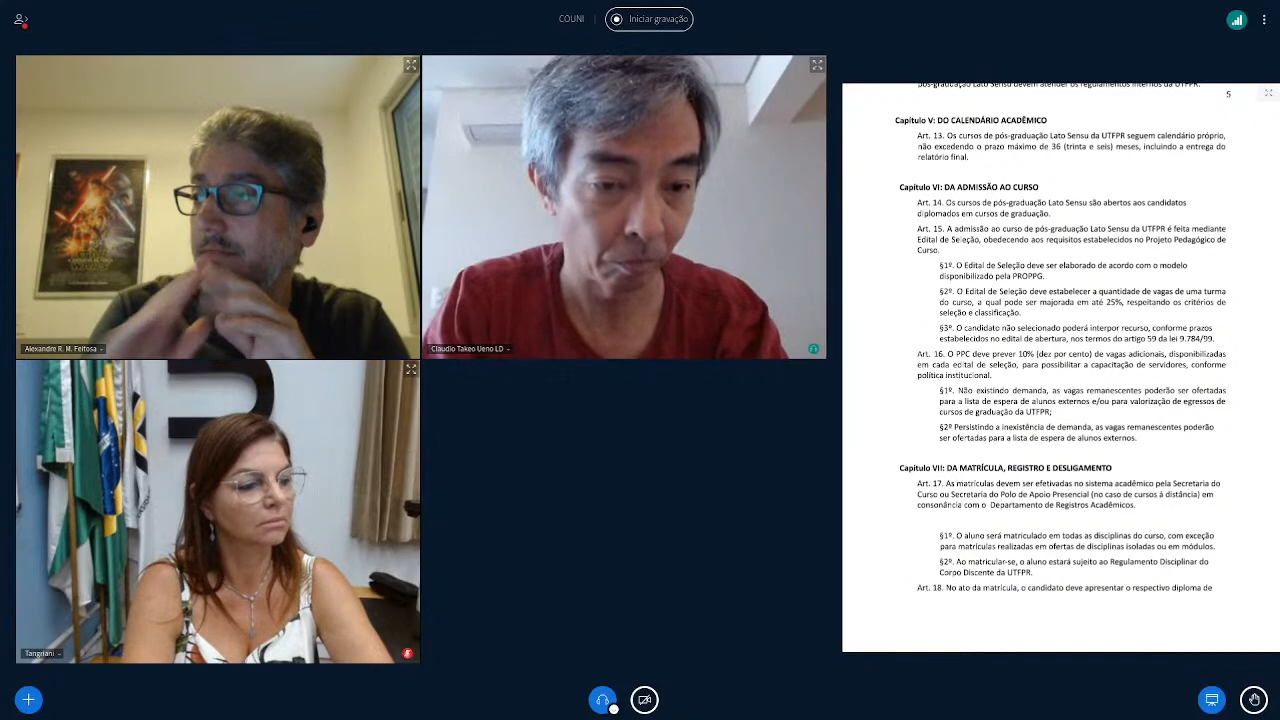 COUNI
Iniciar gravação
Alexandre R. M. Feitosa
Claudio Takeo Ueno LD
Tangriani
pós-graduação Lato Sensu devem atender os regulamentos internos da UTFPR.
5
Capítulo V: DO CALENDÁRIO ACADÊMICO
Art. 13. Os cursos de pós-graduação Lato Sensu da UTFPR seguem calendário próprio,
não excedendo o prazo máximo de 36 (trinta e seis) meses, incluindo a entrega do
relatório final.
Capítulo VI: DA ADMISSÃO AO CURSO
Art. 14. Os cursos de pós-graduação Lato Sensu são abertos aos candidatos
diplomados em cursos de graduação.
Art. 15. A admissão ao curso de pós-graduação Lato Sensu da UTFPR é feita mediante
Edital de Seleção, obedecendo aos requisitos estabelecidos no Projeto Pedagógico de
Curso.
§1º. O Edital de Seleção deve ser elaborado de acordo com o modelo
disponibilizado pela PROPPG.
§2º. O Edital de Seleção deve estabelecer a quantidade de vagas de uma turma
do curso, a qual pode ser majorada em até 25%, respeitando os critérios de
seleção e classificação.
§3º. O candidato não selecionado poderá interpor recurso, conforme prazos
estabelecidos no edital de abertura, nos termos do artigo 59 da lei 9.784/99.
Art. 16. O PPC deve prever 10% (dez por cento) de vagas adicionais, disponibilizadas
em cada edital de seleção, para possibilitar a capacitação de servidores, conforme
política institucional.
§1º. Não existindo demanda, as vagas remanescentes poderão ser ofertadas
para a lista de espera de alunos externos e/ou para valorização de egressos de
cursos de graduação da UTFPR;
§2º Persistindo a inexistência de demanda, as vagas remanescentes poderão
ser ofertadas para a lista de espera de alunos externos.
Capítulo VII: DA MATRÍCULA, REGISTRO E DESLIGAMENTO
Art. 17. As matrículas devem ser efetivadas no sistema acadêmico pela Secretaria do
Curso ou Secretaria do Polo de Apoio Presencial (no caso de cursos à distância) em
consonância com o Departamento de Registros Acadêmicos.
§1º. O aluno será matriculado em todas as disciplinas do curso, com exceção
para matrículas realizadas em ofertas de disciplinas isoladas ou em módulos.
§2º. Ao matricular-se, o aluno estará sujeito ao Regulamento Disciplinar do
Corpo Discente da UTFPR.
Art. 18. No ato da matrícula, o candidato deve apresentar o respectivo diploma de